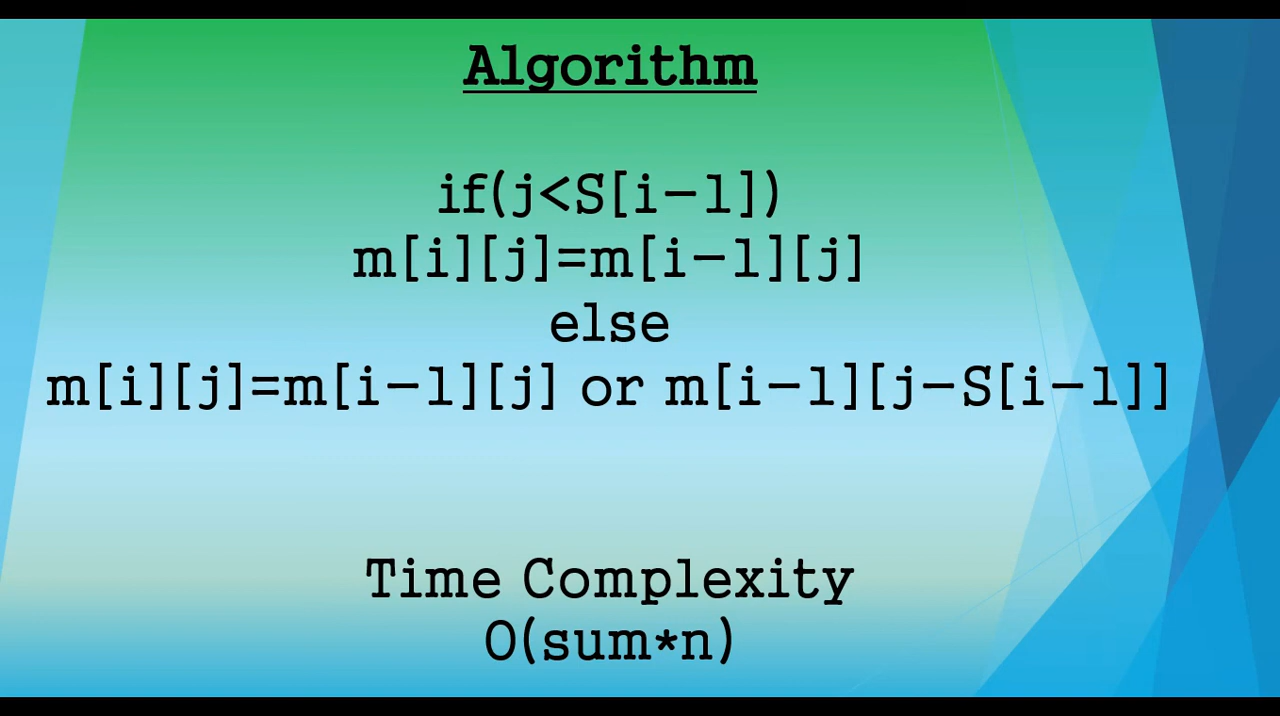 Algorithm
if(j<S[i-1])
m[i][j]=m[i-1][j]
else
m[i][j]=m[i-1][j] or m[i-1][j-S[i-1]]
Time Complexity
O(sum*n)